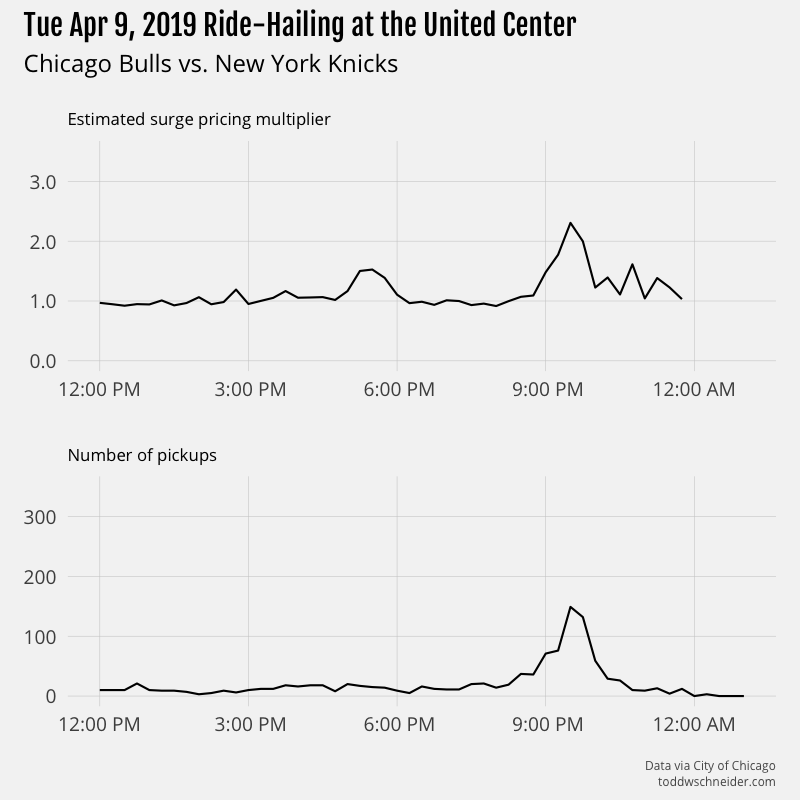 Tue Apr 9, 2019 Ride-Hailing at the United Center
Chicago Bulls vs. New York Knicks
Estimated surge pricing multiplier
3.0
2.0
1.0
0.0
12:00 PM 3:00 PM 6:00 PM 9:00 PM 12:00 AM
Number of pickups
300
200
100
0
12:00 PM 3:00 PM 6:00 PM 9:00 PM 12:00 AM
Data via City of Chicago
toddwschneider.com